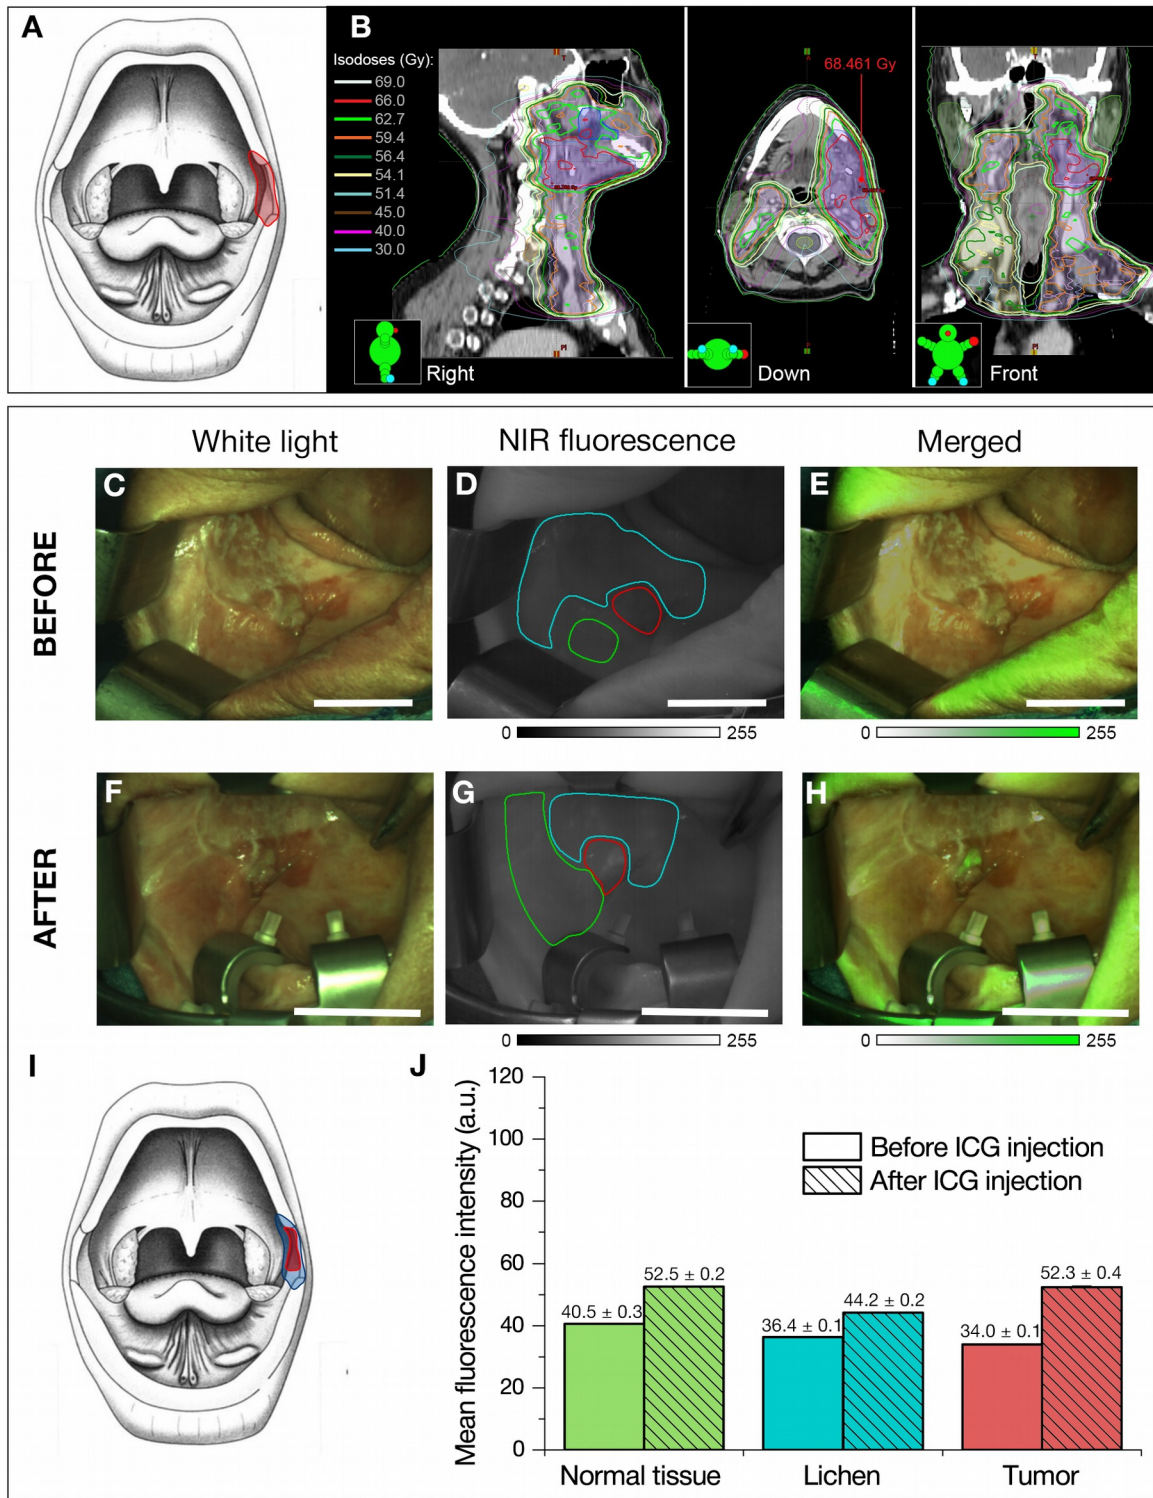 A
B
Isodoses (Gy):
69.0
66.0
62.7
59.4
56.4
54.1
51.4
45.0
40.0
30.0
68.461 Gy
Right
Down
Front
White light
NIR fluorescence
Merged
BEFORE
C
D
E
0 255
0 255
AFTER
F
G
H
0 255
0 255
I
J
Mean fluorescence intensity (a.u.)
120
100
80
60
40
20
0
Before ICG injection
After ICG injection
40.5 ± 0.3
52.5 ± 0.2
36.4 ± 0.1
44.2 ± 0.2
34.0 ± 0.1
52.3 ± 0.4
Normal tissue
Lichen
Tumor